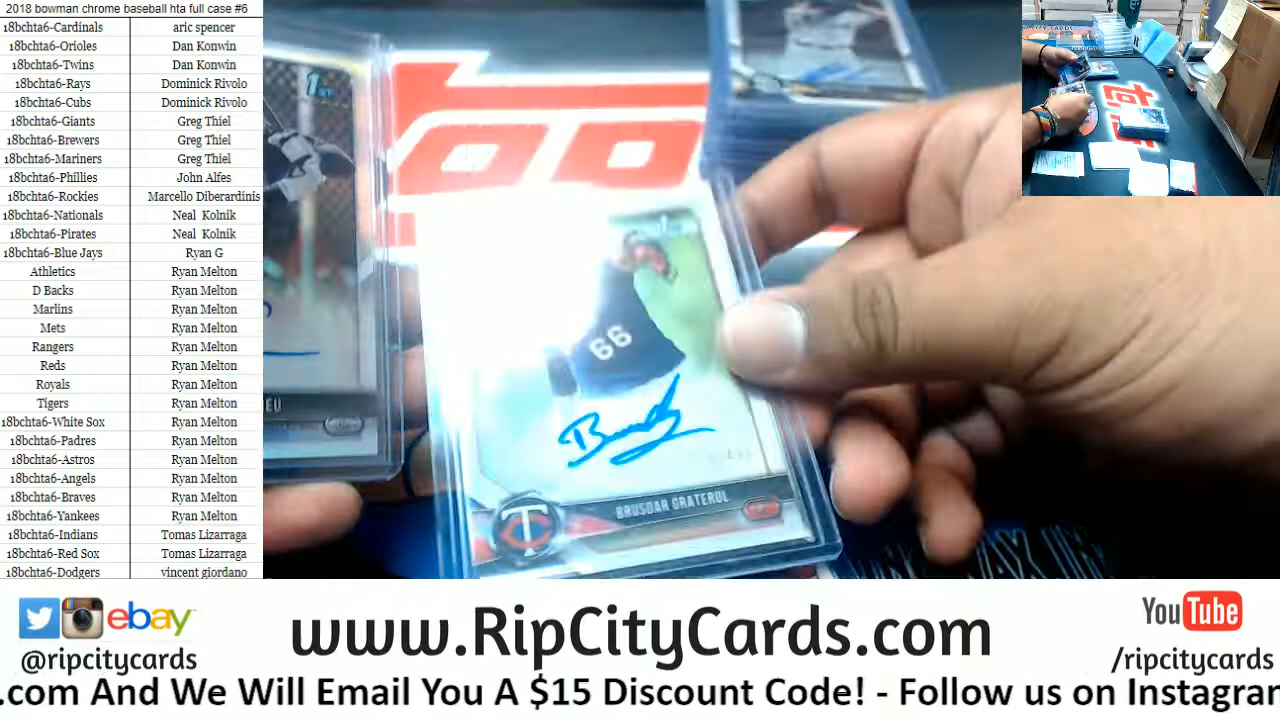 2018 bowman chrome baseball hta full case #6
18bchta6-Cardinals aric spencer
18bchta6-Orioles Dan Konwin
18bchta6-Twins Dan Konwin
18bchta6-Rays Dominick Rivolo
18bchta6-Cubs Dominick Rivolo
18bchta6-Giants Greg Thiel
18bchta6-Brewers Greg Thiel
18bchta6-Mariners Greg Thiel
18bchta6-Phillies John Alfes
18bchta6-Rockies Marcello Diberardinis
18bchta6-Nationals Neal Kolnik
18bchta6-Pirates Neal Kolnik
18bchta6-Blue Jays Ryan G
Athletics Ryan Melton
D Backs Ryan Melton
Marlins Ryan Melton
Mets Ryan Melton
Rangers Ryan Melton
Reds Ryan Melton
Royals Ryan Melton
Tigers Ryan Melton
18bchta6-White Sox Ryan Melton
18bchta6-Padres Ryan Melton
18bchta6-Astros Ryan Melton
18bchta6-Angels Ryan Melton
18bchta6-Braves Ryan Melton
18bchta6-Yankees Ryan Melton
18bchta6-Indians Tomas Lizarraga
18bchta6-Red Sox Tomas Lizarraga
18bchta6-Dodgers vincent giordano
1st
66
BRUSDAR GRATEROL
TC
ebay
@ripcitycards
www.RipCityCards.com
YouTube
/ripcitycards
.com And We Will Email You A $15 Discount Code! - Follow us on Instagram